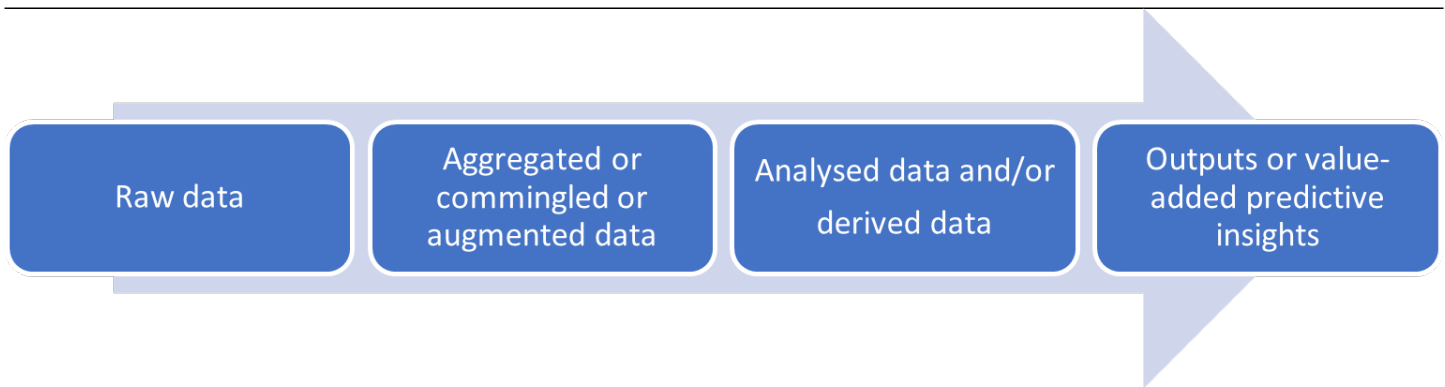 Raw data
Aggregated or
commingled or
augmented data
Analysed data and/or
derived data
Outputs or value-
added predictive
insights